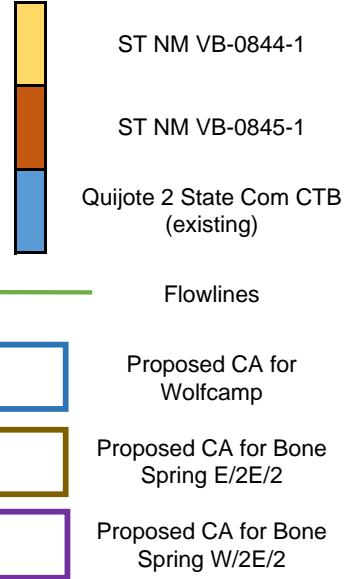 ST NM VB-0844-1
ST NM VB-0845-1
Quijote 2 State Com CTB
(existing)
Flowlines
Proposed CA for
Wolfcamp
Proposed CA for Bone
Spring E/2E/2
Proposed CA for Bone
Spring W/2E/2